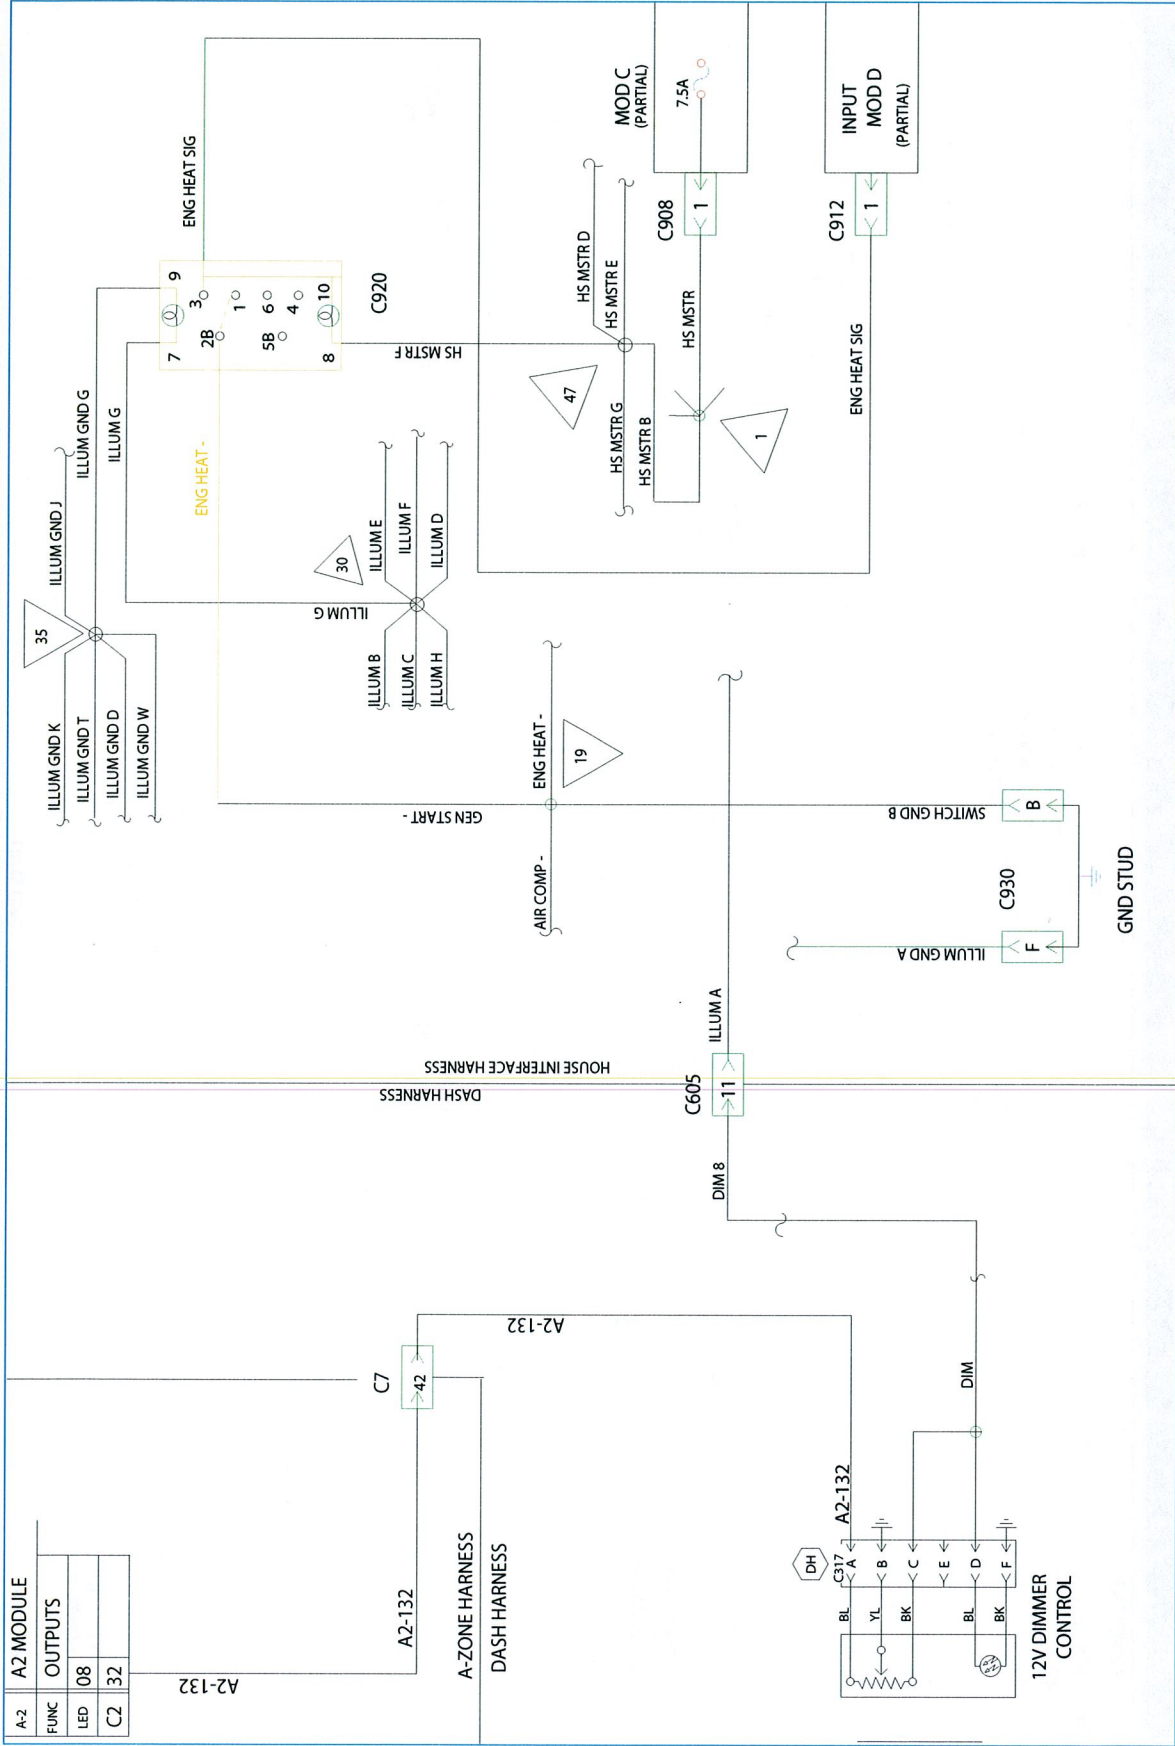 A-2 A2 MODULE
FUNC OUTPUTS
LED 08
C2 32
A2-132
A2-132
C7
42
A2-132
A-ZONE HARNESS
DASH HARNESS
DH
C317
A2-132
BL A
YL B
BK C
E
BL D
BK F
12V DIMMER
CONTROL
DIM
DIM 8
C605
11
ILLUM A
DASH HARNESS
HOUSE INTERFACE HARNESS
ILLUM GND K
ILLUM GND T
ILLUM GND D
ILLUM GND W
35
ILLUM GND J
ILLUM GND G
ILLUM G
ENG HEAT -
ILLUM G
30
ILLUM B
ILLUM C
ILLUM H
ILLUM E
ILLUM F
ILLUM D
GEN START -
AIR COMP -
ENG HEAT -
19
SWITCH GND B
B
C930
ILLUM GND A
F
GND STUD
7
9
2B
3
1
6
5B
4
8
10
C920
ENG HEAT SIG
HS MSTR F
47
HS MSTR D
HS MSTR E
HS MSTR G
HS MSTR B
HS MSTR
1
C908
1
MOD C
(PARTIAL)
7.5A
ENG HEAT SIG
C912
1
INPUT
MOD D
(PARTIAL)